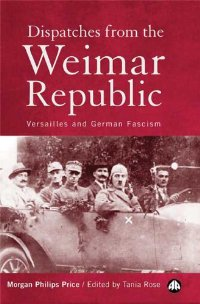 Dispatches from the
Weimar
Republic
Versailles and German Fascism
X
Morgan Philips Price / Edited by Tania Rose